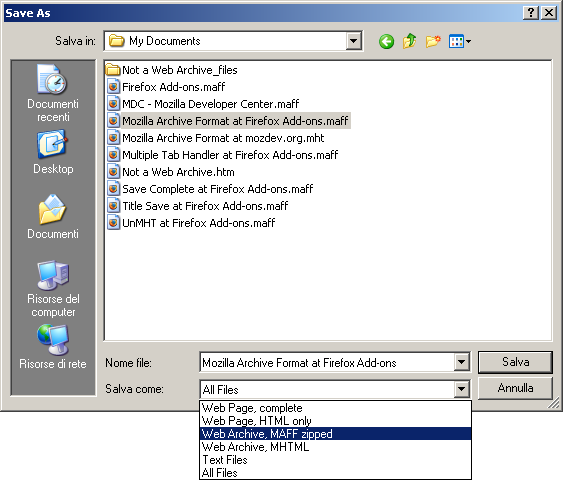 Save As
Salva in:
My Documents
Documenti
recenti
Desktop
Documenti
Risorse del
computer
Risorse di rete
Not a Web Archive_files
Firefox Add-ons.maff
MDC - Mozilla Developer Center.maff
Mozilla Archive Format at Firefox Add-ons.maff
Mozilla Archive Format at mozdev.org.mht
Multiple Tab Handler at Firefox Add-ons.maff
Not a Web Archive.htm
Save Complete at Firefox Add-ons.maff
Title Save at Firefox Add-ons.maff
UnMHT at Firefox Add-ons.maff
Nome file:
Mozilla Archive Format at Firefox Add-ons
Salva
Salva come:
All Files
Annulla
Web Page, complete
Web Page, HTML only
Web Archive, MAFF zipped
Web Archive, MHTML
Text Files
All Files